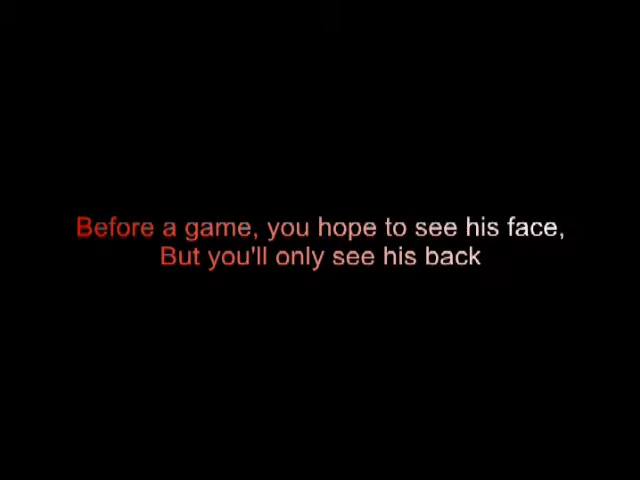 Before a game, you hope to see his face,
But you'll only see his back